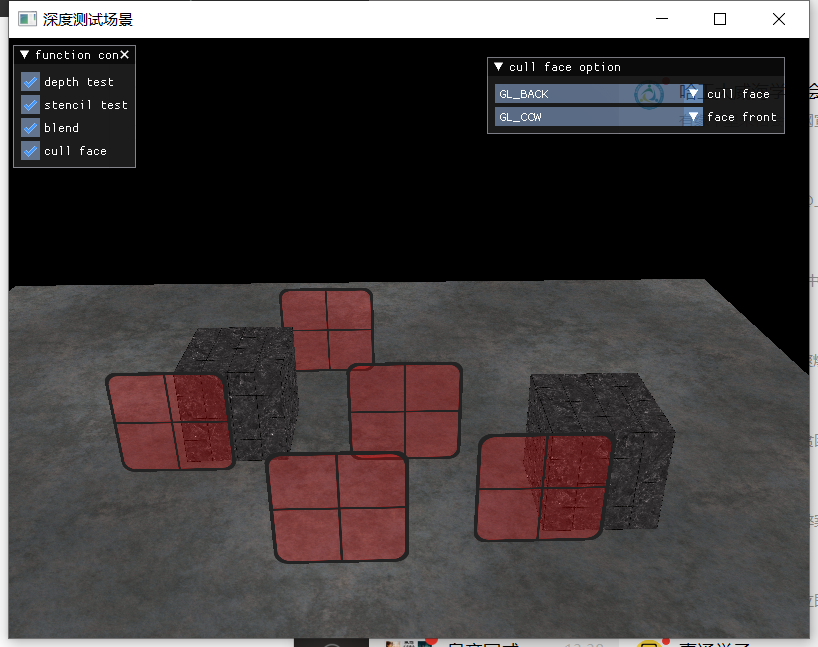 深度测试场景
function con
depth test
stencil test
blend
cull face
cull face option
GL_BACK
cull face
GL_CCW
face front